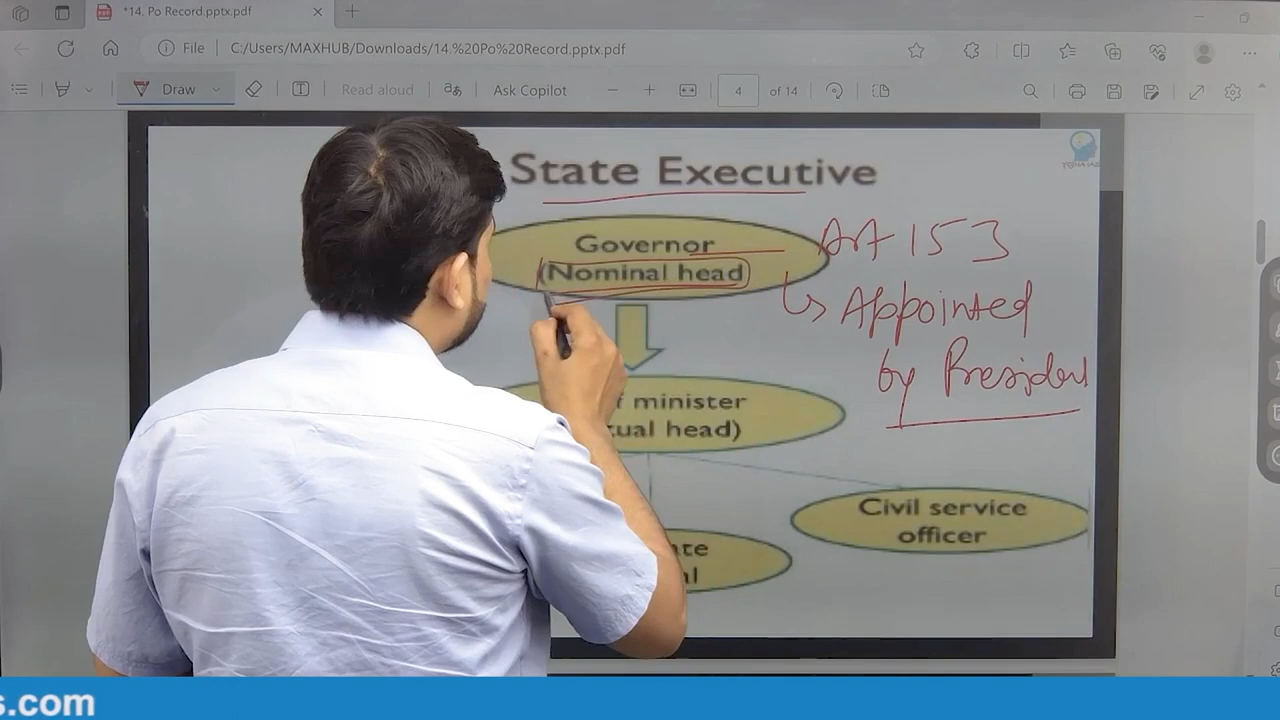 *14. Po Record.pptx.pdf
File C:/Users/MAXHUB/Downloads/14.%20Po%20Record.pptx.pdf
Draw Read aloud Ask Copilot 4 of 14
State Executive
Governor
(Nominal head
Art 153
Appointed
by President
f minister
tual head)
Civil service
officer
ate
al
s.com